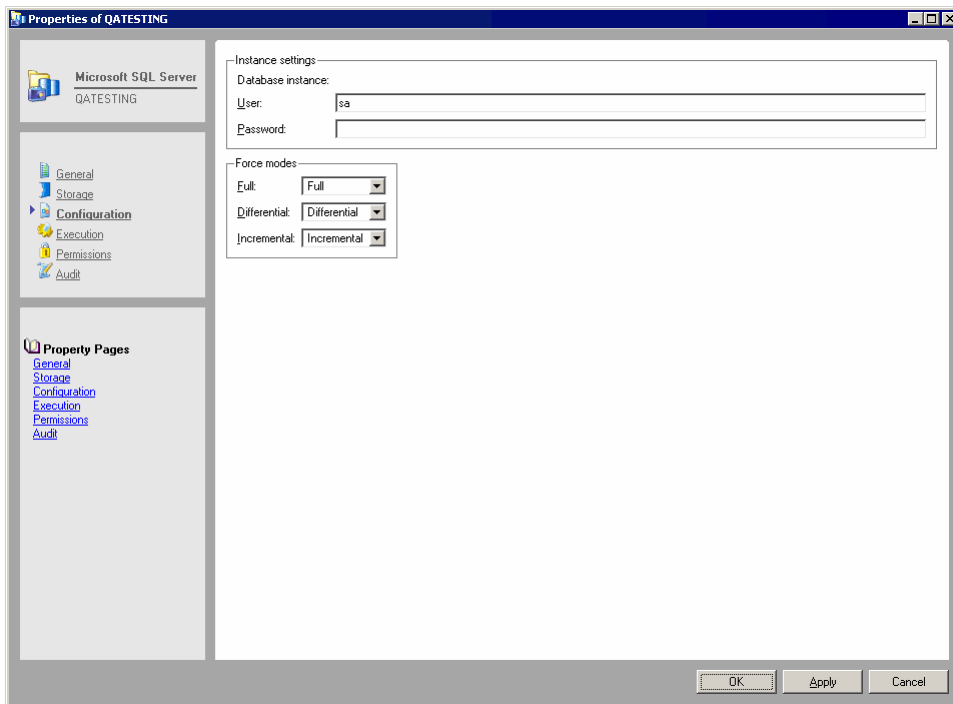 Properties of QATESTING
Microsoft SQL Server
QATESTING
General
Storage
Configuration
Execution
Permissions
Audit
Property Pages
General
Storage
Configuration
Execution
Permissions
Audit
Instance settings
Database instance:
User: sa
Password:
Force modes
Full: Full
Differential: Differential
Incremental: Incremental
OK Apply Cancel